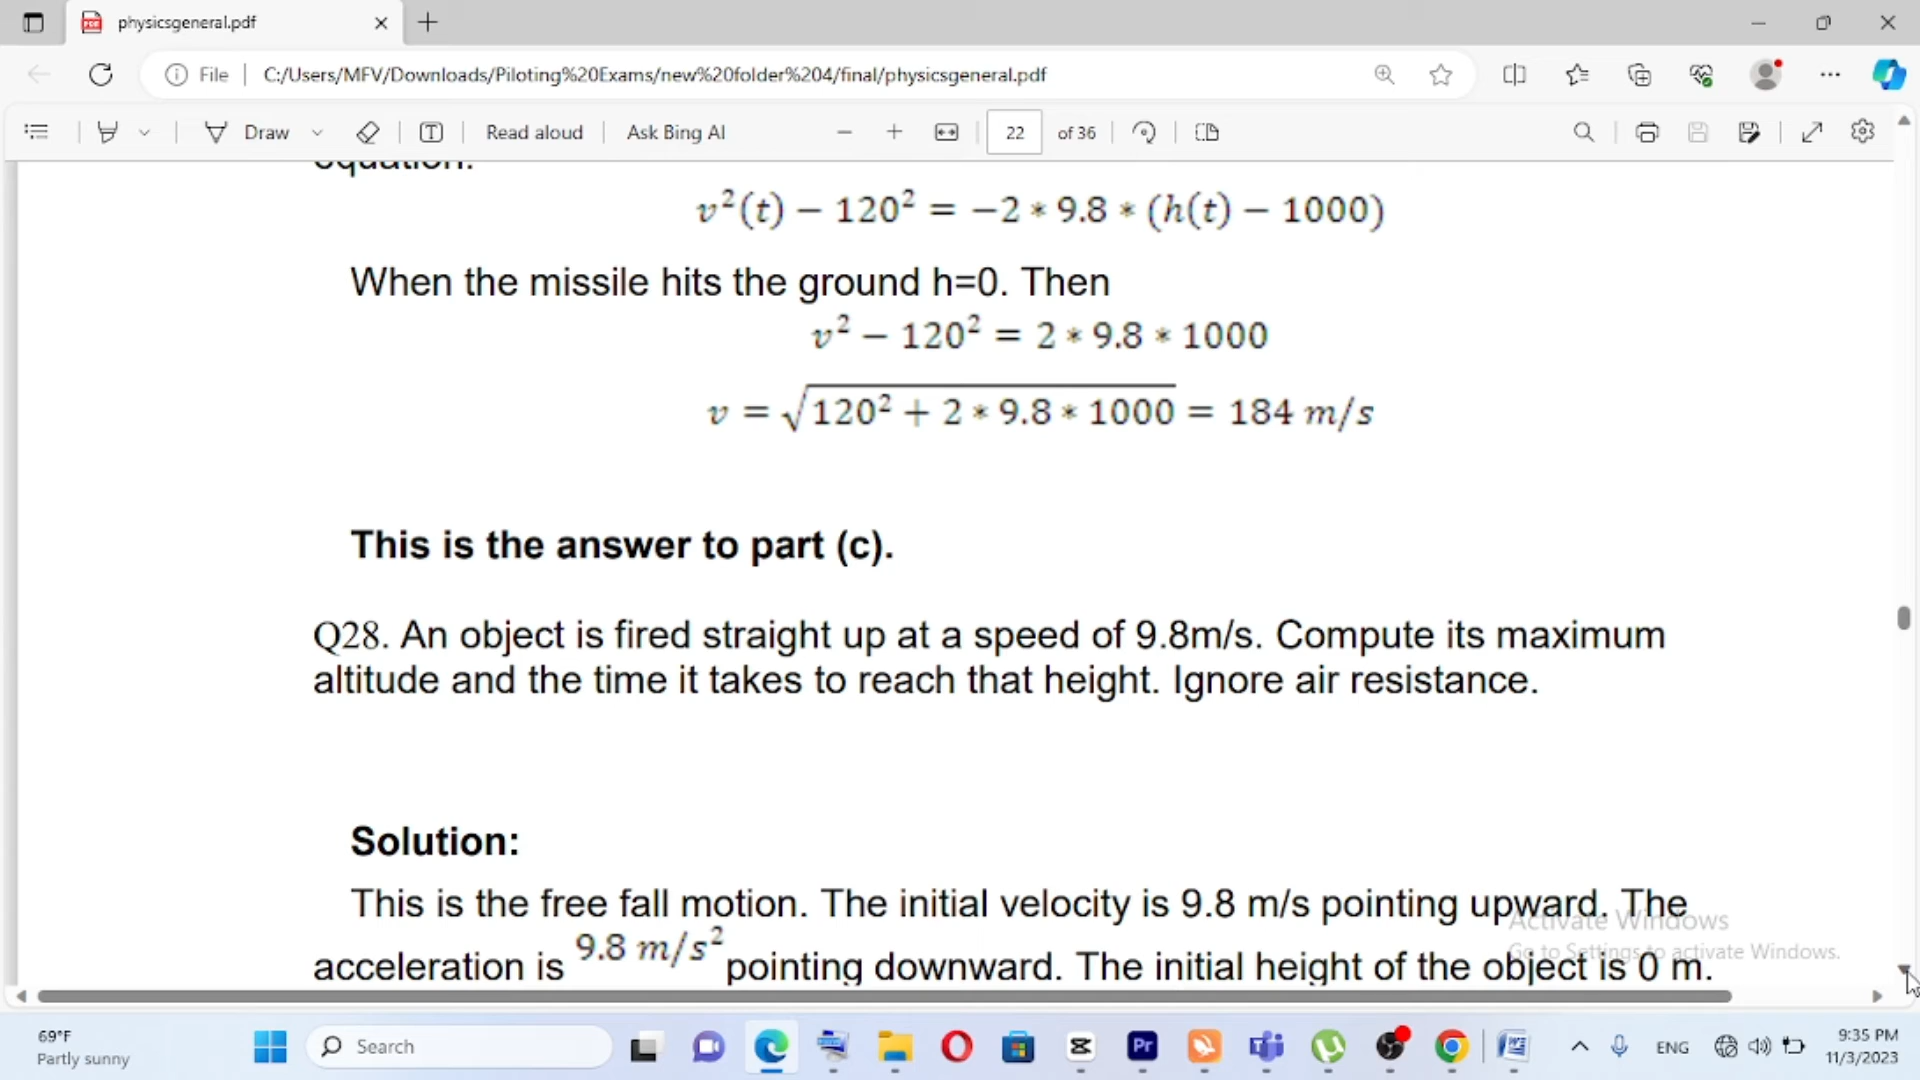 physicsgeneral.pdf
File
C:/Users/MFV/Downloads/Piloting%20Exams/new%20folder%204/final/physicsgeneral.pdf
Draw
Read aloud
Ask Bing AI
22
of 36
equation:
v²(t) − 120² = −2 ∗ 9.8 ∗ (h(t) − 1000)
When the missile hits the ground h=0. Then
v² − 120² = 2 ∗ 9.8 ∗ 1000
v = √120² + 2 ∗ 9.8 ∗ 1000 = 184 m/s
This is the answer to part (c).
Q28. An object is fired straight up at a speed of 9.8m/s. Compute its maximum
altitude and the time it takes to reach that height. Ignore air resistance.
Solution:
This is the free fall motion. The initial velocity is 9.8 m/s pointing upward. The
acceleration is 9.8 m/s² pointing downward. The initial height of the object is 0 m.
Activate Windows
Go to Settings to activate Windows.
69°F
Partly sunny
Search
Pr
ENG
9:35 PM
11/3/2023